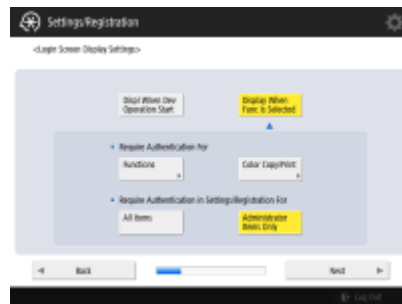 Settings/Registration
<Login Screen Display Settings>
Displ When Dev
Operation Start
Display When
Func Is Selected
Require Authentication For
Functions
Color Copy/Print
Require Authentication in Settings/Registration For
All Items
Administrator
Items Only
Back
Next
Log Out